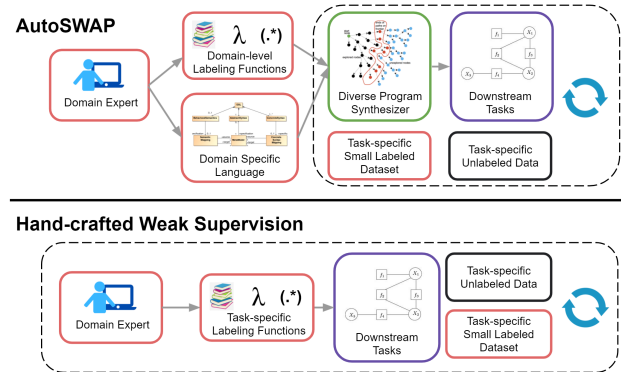 AutoSWAP
Domain Expert
λ (.*)
Domain-level
Labeling Functions
Domain Specific
Language
Diverse Program
Synthesizer
Downstream
Tasks
Task-specific
Small Labeled
Dataset
Task-specific
Unlabeled Data
Hand-crafted Weak Supervision
Domain Expert
λ (.*)
Task-specific
Labeling Functions
Downstream
Tasks
Task-specific
Unlabeled Data
Task-specific
Small Labeled
Dataset